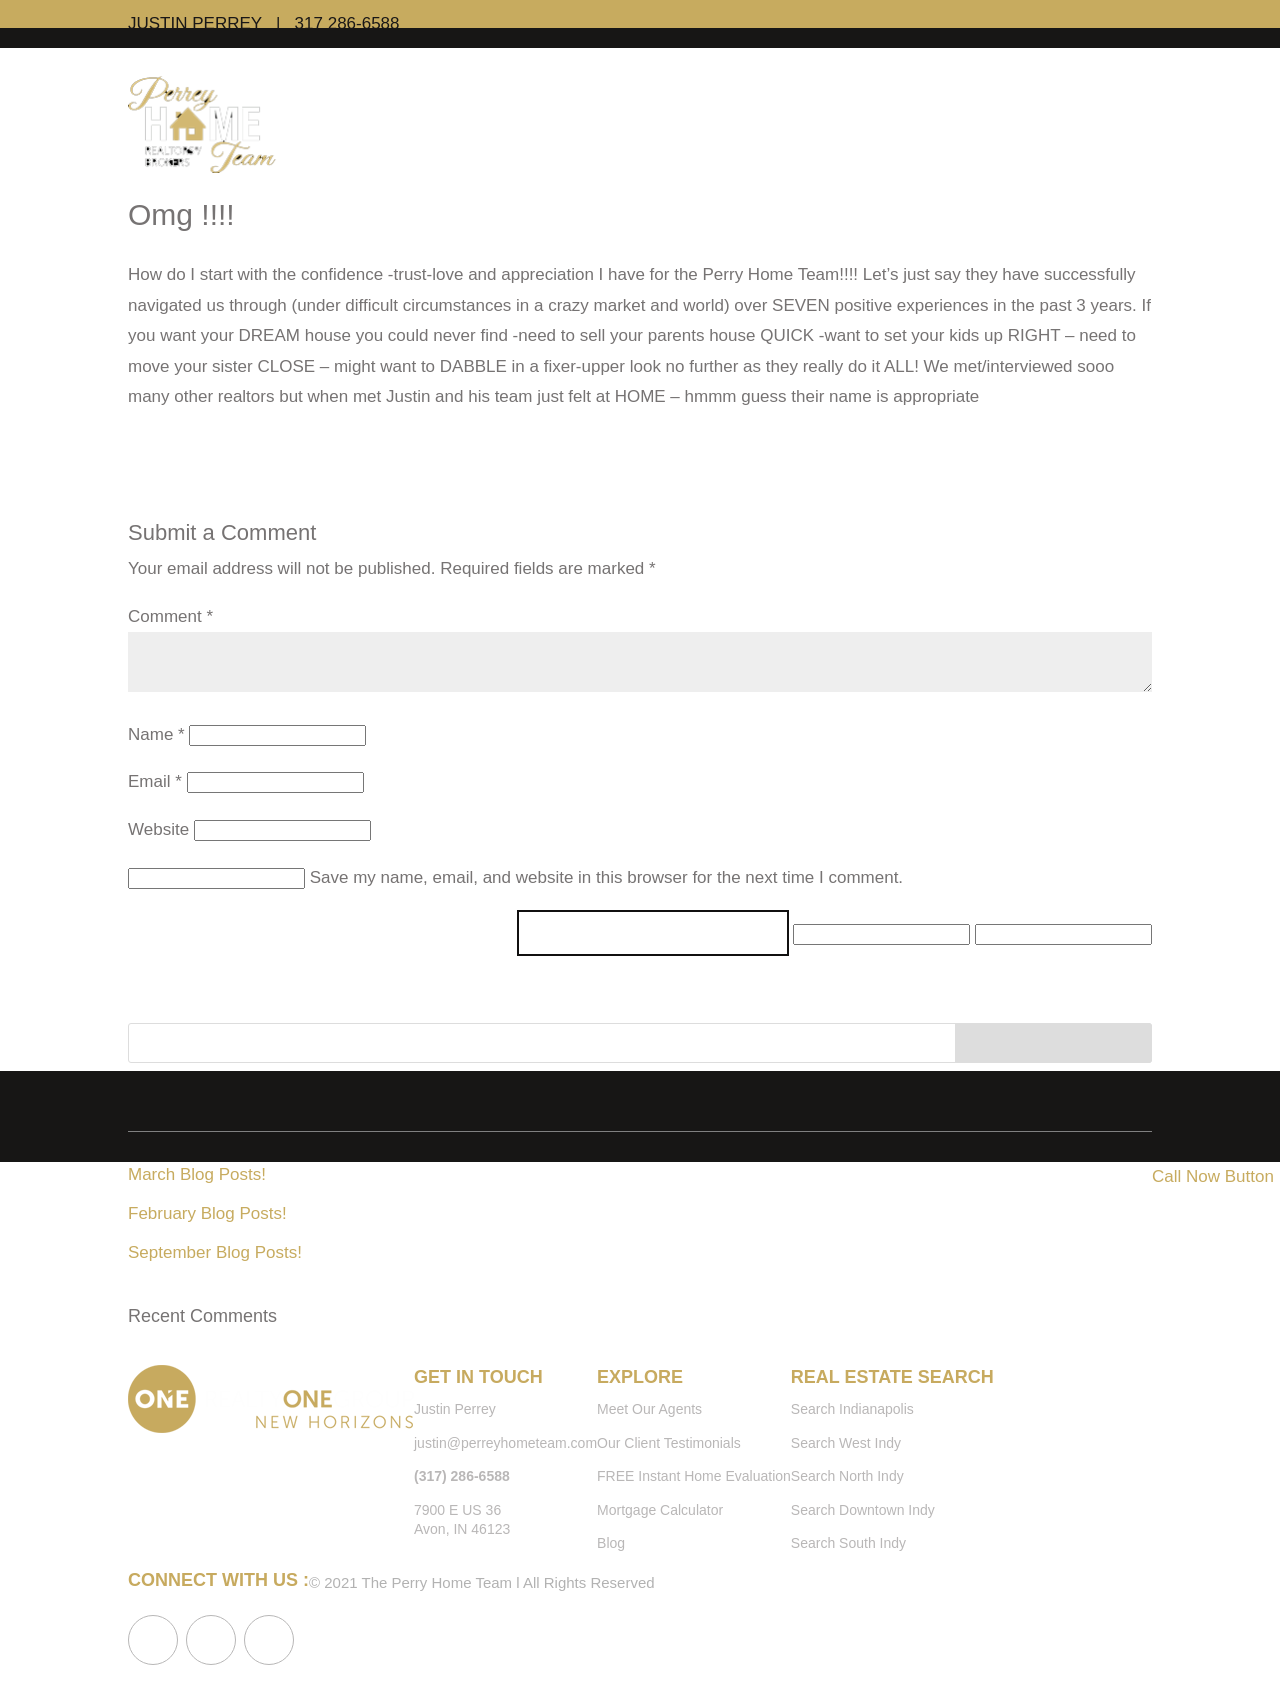 JUSTIN PERREY | 317 286-6588
Perrey
HOME
REALTOR
BROKERS
Team
Omg !!!!
How do I start with the confidence -trust-love and appreciation I have for the Perry Home Team!!!! Let’s just say they have successfully
navigated us through (under difficult circumstances in a crazy market and world) over SEVEN positive experiences in the past 3 years. If
you want your DREAM house you could never find -need to sell your parents house QUICK -want to set your kids up RIGHT – need to
move your sister CLOSE – might want to DABBLE in a fixer-upper look no further as they really do it ALL! We met/interviewed sooo
many other realtors but when met Justin and his team just felt at HOME – hmmm guess their name is appropriate
Submit a Comment
Your email address will not be published. Required fields are marked *
Comment *
Name *
Email *
Website
Save my name, email, and website in this browser for the next time I comment.
March Blog Posts!
Call Now Button
February Blog Posts!
September Blog Posts!
Recent Comments
ONE
ONE
NEW HORIZONS
GET IN TOUCH
Justin Perrey
justin@perreyhometeam.com
(317) 286-6588
7900 E US 36
Avon, IN 46123
EXPLORE
Meet Our Agents
Our Client Testimonials
FREE Instant Home Evaluation
Mortgage Calculator
Blog
REAL ESTATE SEARCH
Search Indianapolis
Search West Indy
Search North Indy
Search Downtown Indy
Search South Indy
CONNECT WITH US :
© 2021 The Perry Home Team l All Rights Reserved